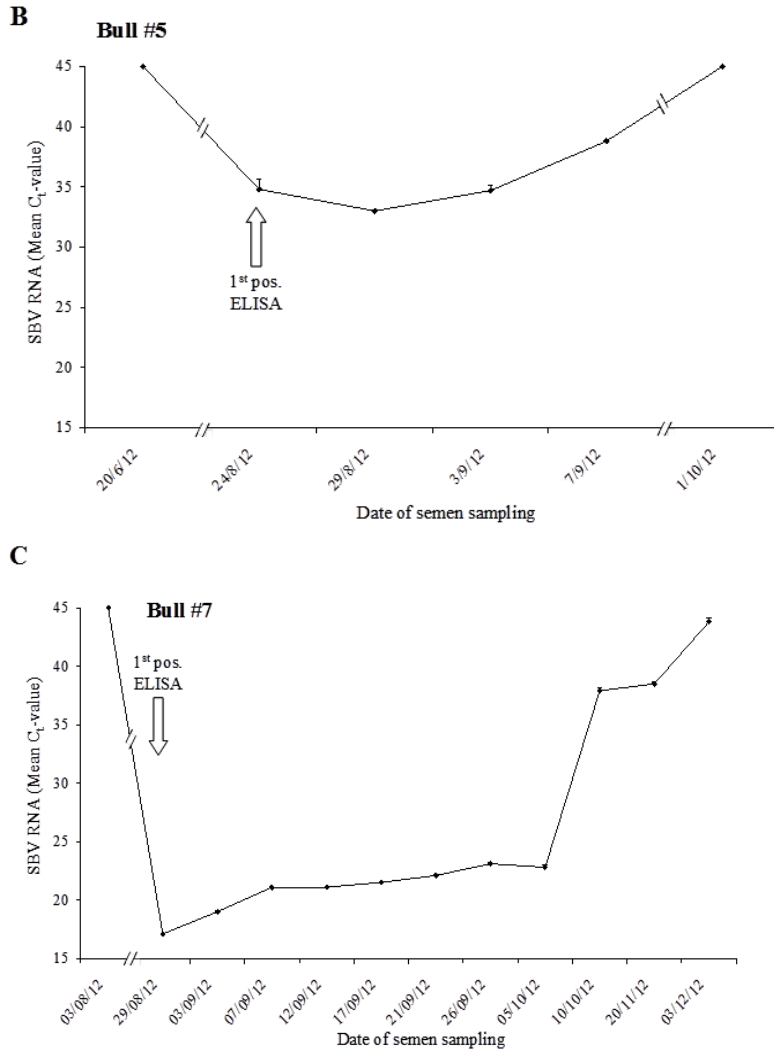 B
Bull #5
45
40
35
30
25
20
15
SBV RNA (Mean Ct-value)
1st pos.
ELISA
20/6/12
24/8/12
29/8/12
3/9/12
7/9/12
1/10/12
Date of semen sampling
C
Bull #7
45
40
35
30
25
20
15
SBV RNA (Mean Ct-value)
1st pos.
ELISA
03/08/12
29/08/12
03/09/12
07/09/12
12/09/12
17/09/12
21/09/12
26/09/12
05/10/12
10/10/12
20/11/12
03/12/12
Date of semen sampling